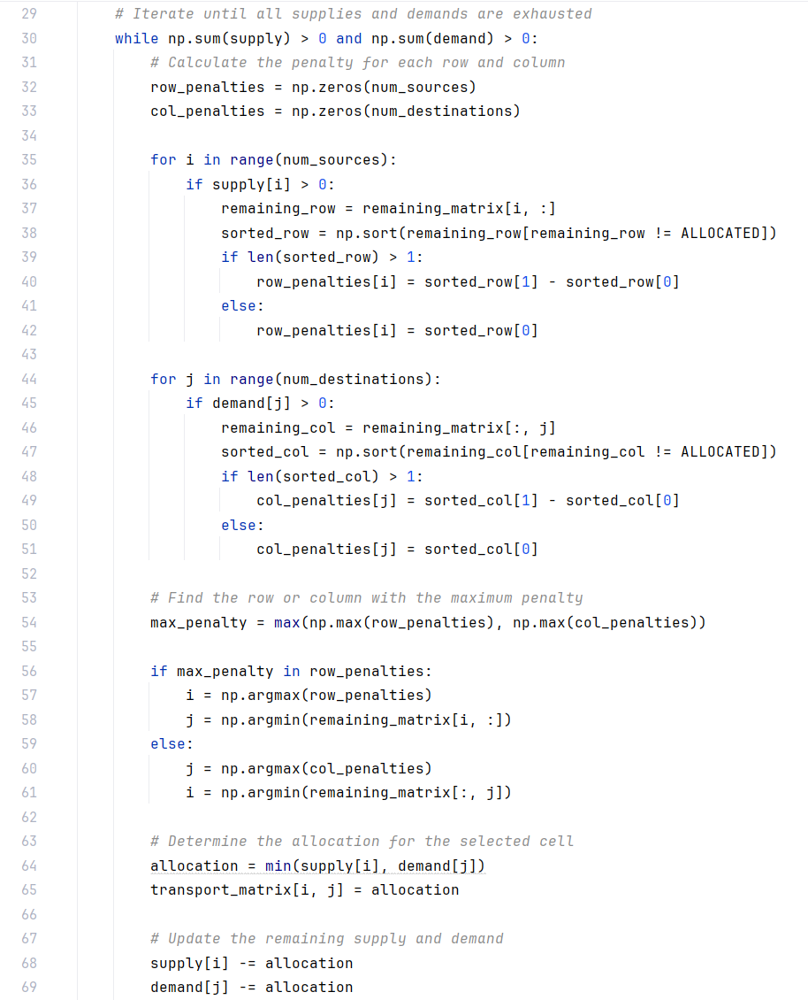 29 # Iterate until all supplies and demands are exhausted
30 while np.sum(supply) > 0 and np.sum(demand) > 0:
31 # Calculate the penalty for each row and column
32 row_penalties = np.zeros(num_sources)
33 col_penalties = np.zeros(num_destinations)
34
35 for i in range(num_sources):
36 if supply[i] > 0:
37 remaining_row = remaining_matrix[i, :]
38 sorted_row = np.sort(remaining_row[remaining_row != ALLOCATED])
39 if len(sorted_row) > 1:
40 row_penalties[i] = sorted_row[1] - sorted_row[0]
41 else:
42 row_penalties[i] = sorted_row[0]
43
44 for j in range(num_destinations):
45 if demand[j] > 0:
46 remaining_col = remaining_matrix[:, j]
47 sorted_col = np.sort(remaining_col[remaining_col != ALLOCATED])
48 if len(sorted_col) > 1:
49 col_penalties[j] = sorted_col[1] - sorted_col[0]
50 else:
51 col_penalties[j] = sorted_col[0]
52
53 # Find the row or column with the maximum penalty
54 max_penalty = max(np.max(row_penalties), np.max(col_penalties))
55
56 if max_penalty in row_penalties:
57 i = np.argmax(row_penalties)
58 j = np.argmin(remaining_matrix[i, :])
59 else:
60 j = np.argmax(col_penalties)
61 i = np.argmin(remaining_matrix[:, j])
62
63 # Determine the allocation for the selected cell
64 allocation = min(supply[i], demand[j])
65 transport_matrix[i, j] = allocation
66
67 # Update the remaining supply and demand
68 supply[i] -= allocation
69 demand[j] -= allocation